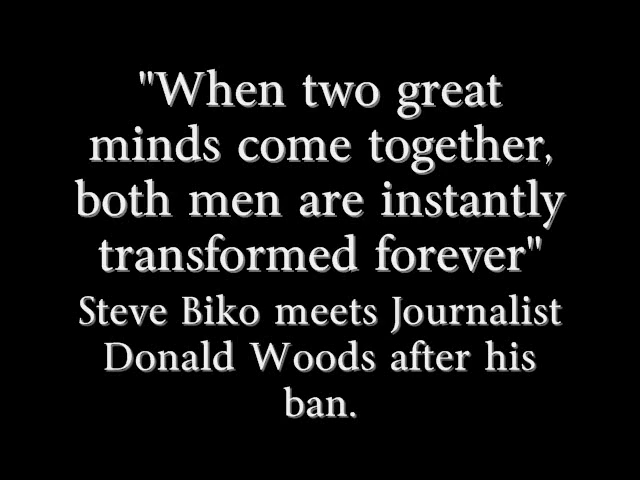 "When two great
minds come together,
both men are instantly
transformed forever"
Steve Biko meets Journalist
Donald Woods after his
ban.